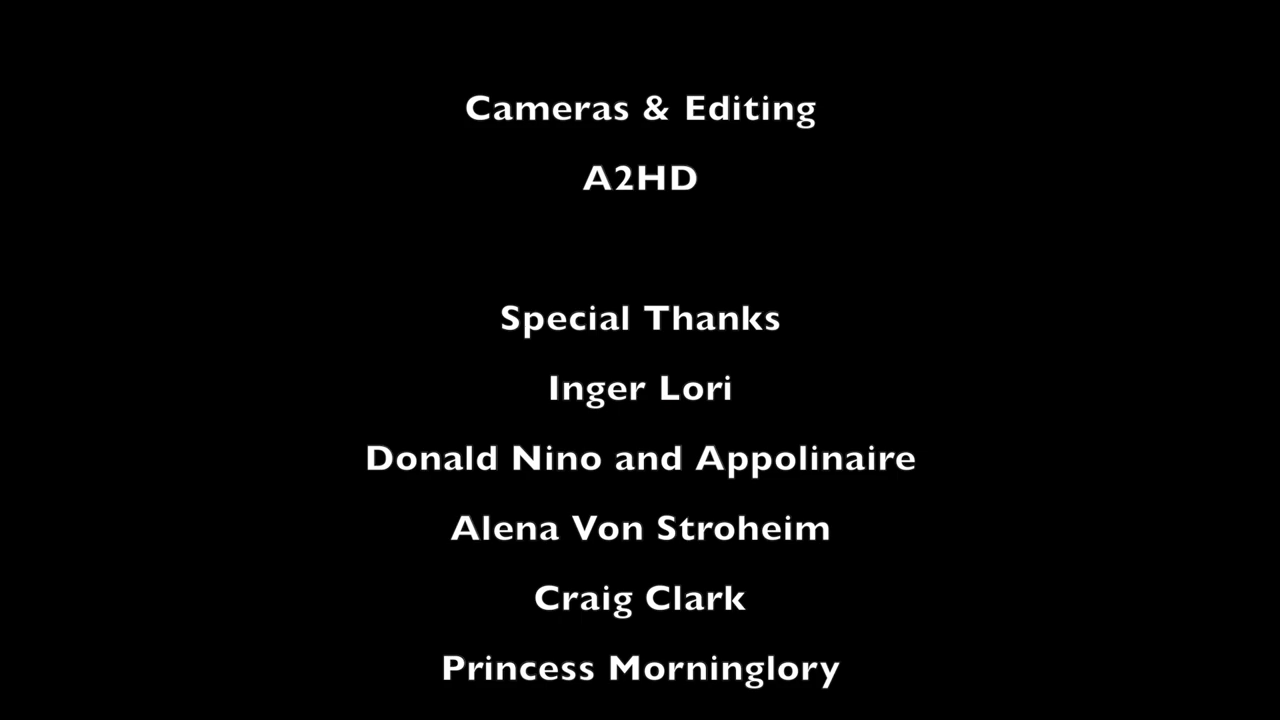 Cameras & Editing
A2HD
Special Thanks
Inger Lori
Donald Nino and Appolinaire
Alena Von Stroheim
Craig Clark
Princess Morninglory